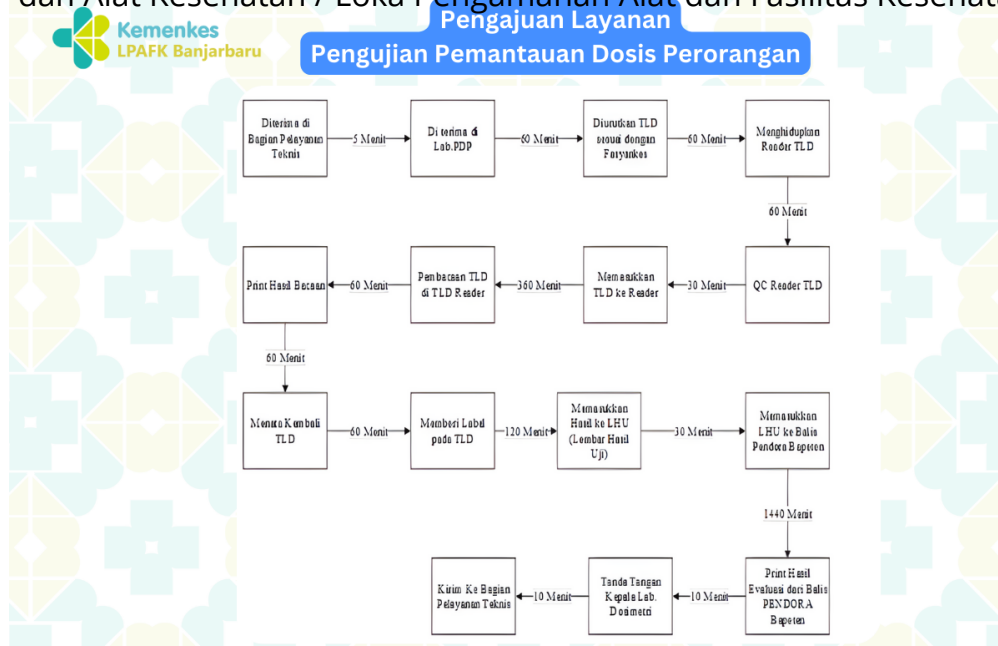 dan Alat Kesehatan / Loka Pengamanan Alat dan Fasilitas Kesehata
Kemenkes
LPAFK Banjarbaru
Pengajuan Layanan
Pengujian Pemantauan Dosis Perorangan
Diterima di
Bagian Pelayanan
Teknis
5 Menit
Di terima di
Lab.PDP
60 Menit
Diurutkan TLD
sesuai dengan
Fasyankes
60 Menit
Menghidupkan
Reader TLD
60 Menit
QC Reader TLD
30 Menit
Memasukkan
TLD ke Reader
360 Menit
Pembacaan TLD
di TLD Reader
60 Menit
Print Hasil Bacaan
60 Menit
Menata Kembali
TLD
60 Menit
Memberi Label
pada TLD
120 Menit
Memasukkan
Hasil ke LHU
(Lembar Hasil
Uji)
30 Menit
Memasukkan
LHU ke Balis
Pendora Bapeten
1440 Menit
Print Hasil
Evaluasi dari Balis
PENDORA
Bapeten
10 Menit
Tanda Tangan
Kepala Lab.
Dosimetri
10 Menit
Kirim Ke Bagian
Pelayanan Teknis